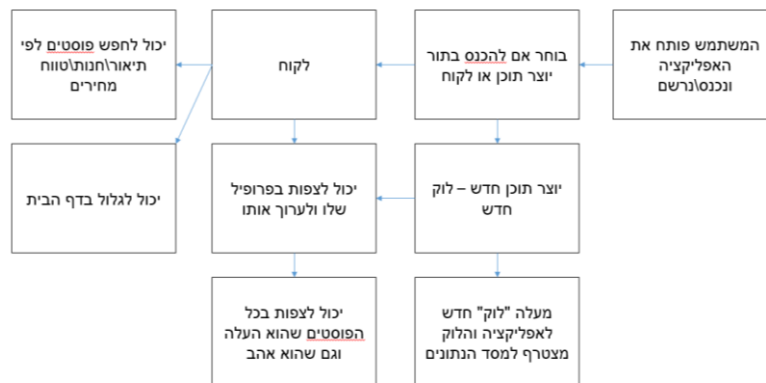 המשתמש פותח את
האפליקציה
ונכנס\נרשם
בוחר אם להכנס בתור
יוצר תוכן או לקוח
לקוח
יכול לחפש פוסטים לפי
תיאור\חנות\טווח
מחירים
יוצר תוכן חדש – לוק
חדש
יכול לצפות בפרופיל
שלו ולערוך אותו
יכול לגלול בדף הבית
מעלה "לוק" חדש
לאפליקציה והלוק
מצטרף למסד הנתונים
יכול לצפות בכל
הפוסטים שהוא העלה
וגם שהוא אהב